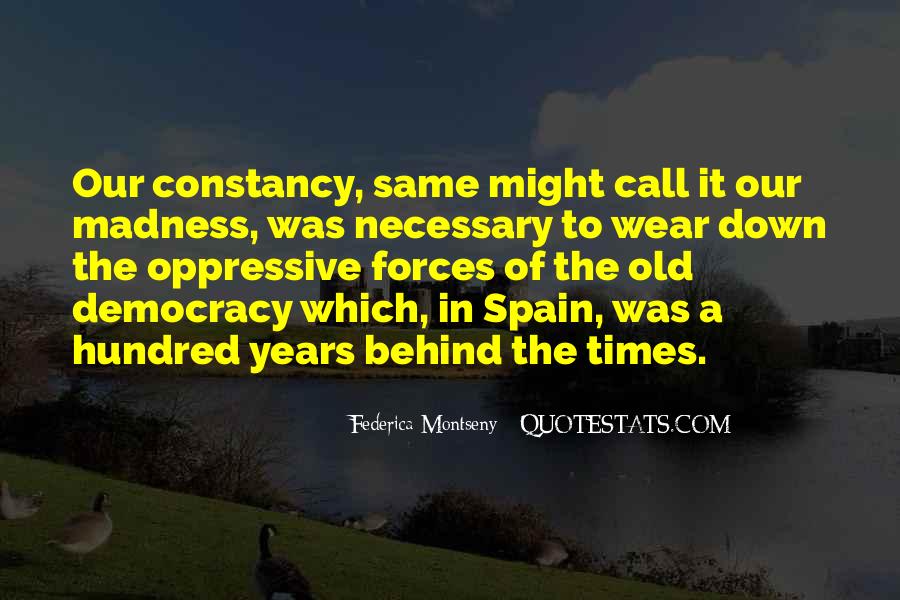 Our constancy, same might call it our
madness, was necessary to wear down
the oppressive forces of the old
democracy which, in Spain, was a
hundred years behind the times.
Federica Montseny QUOTESTATS.COM